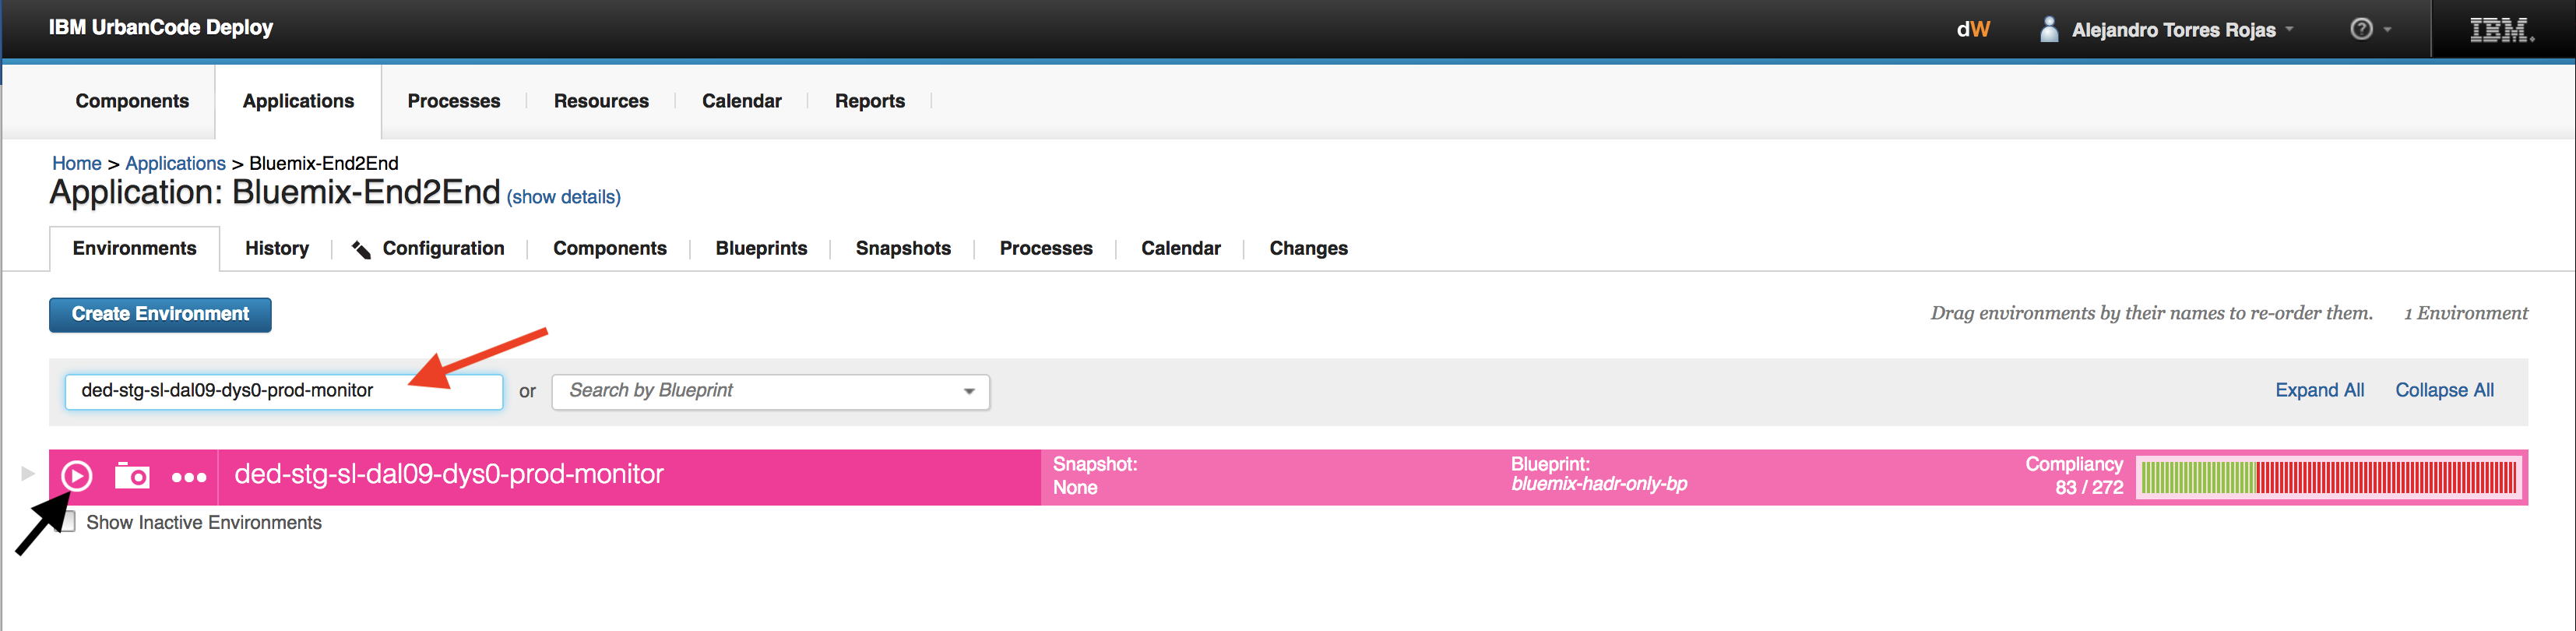 IBM UrbanCode Deploy
dW Alejandro Torres Rojas ? IBM.
Components Applications Processes Resources Calendar Reports
Home > Applications > Bluemix-End2End
Application: Bluemix-End2End (show details)
Environments History Configuration Components Blueprints Snapshots Processes Calendar Changes
Create Environment
Drag environments by their names to re-order them. 1 Environment
ded-stg-sl-dal09-dys0-prod-monitor or Search by Blueprint Expand All Collapse All
ded-stg-sl-dal09-dys0-prod-monitor
Snapshot:
None
Blueprint:
bluemix-hadr-only-bp
Compliancy
83 / 272
Show Inactive Environments